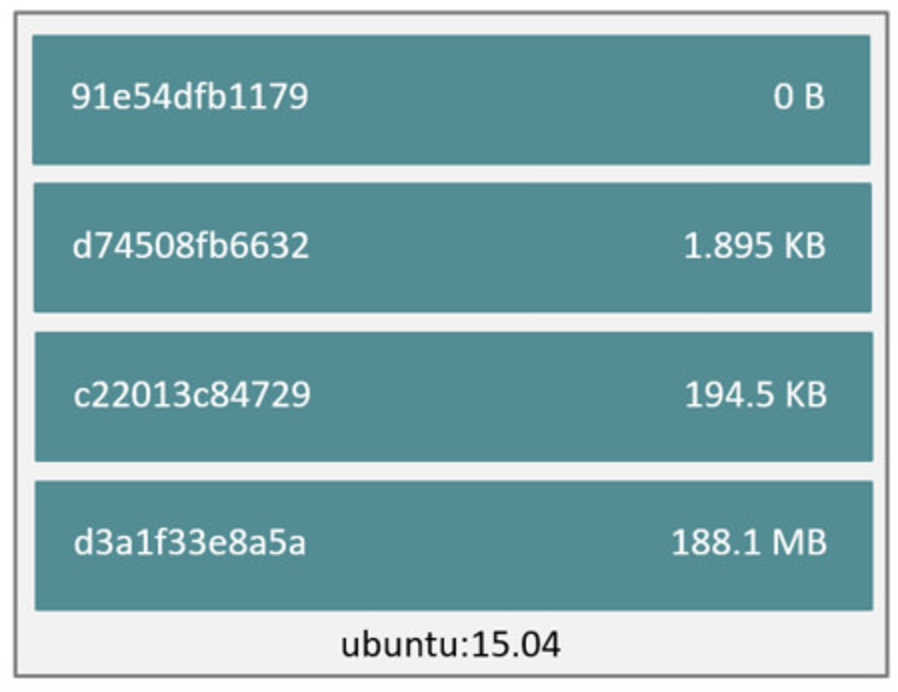 91e54dfb1179 0 B
d74508fb6632 1.895 KB
c22013c84729 194.5 KB
d3a1f33e8a5a 188.1 MB
ubuntu:15.04